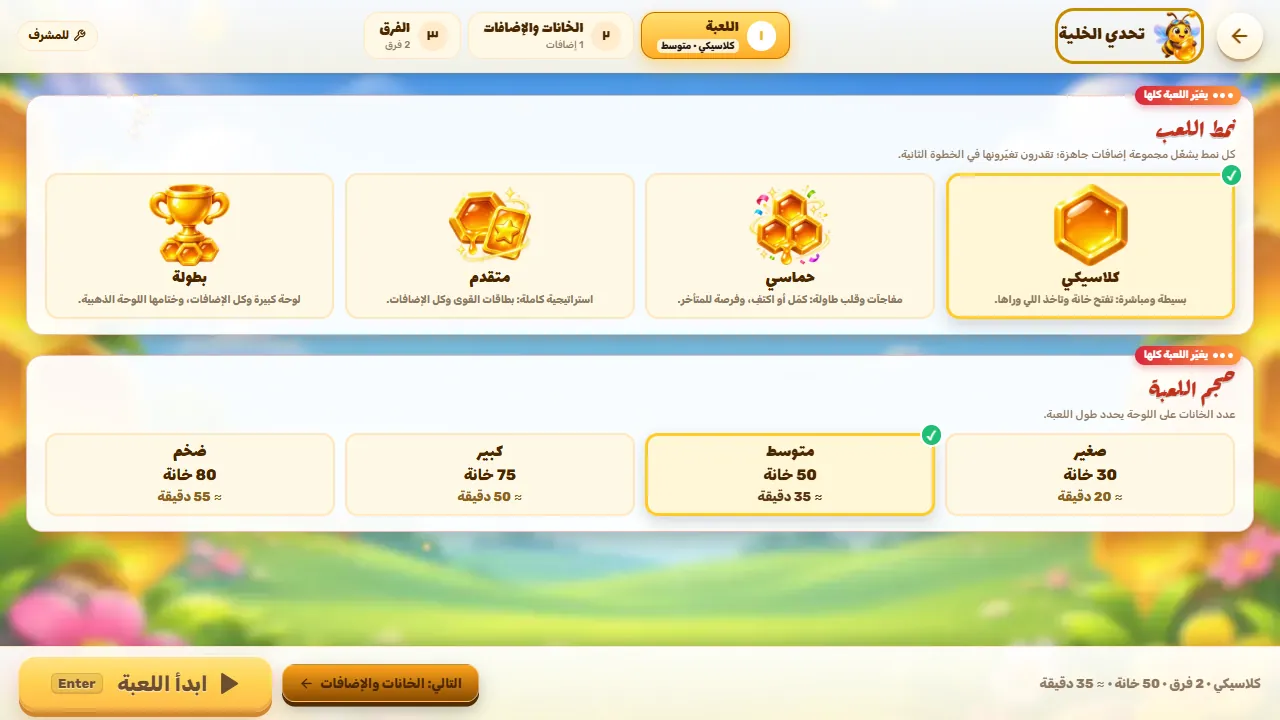 تحدي الخلية
١
اللعبة
كلاسيكي • متوسط
٢
الخانات والإضافات
1 إضافات
٣
الفرق
2 فرق
للمشرف
يغيّر اللعبة كلها
نمط اللعب
كل نمط يشغّل مجموعة إضافات جاهزة؛ تقدرون تغيّرونها في الخطوة الثانية.
كلاسيكي
بسيطة ومباشرة: تفتح خانة وتاخذ اللي وراها.
حماسي
مفاجآت وقلب طاولة: كمّل أو اكتفِ، وفرصة للمتأخر.
متقدم
استراتيجية كاملة: بطاقات القوى وكل الإضافات.
بطولة
لوحة كبيرة وكل الإضافات، وختامها اللوحة الذهبية.
يغيّر اللعبة كلها
حجم اللعبة
عدد الخانات على اللوحة يحدد طول اللعبة.
صغير
30 خانة
≈ 20 دقيقة
متوسط
50 خانة
≈ 35 دقيقة
كبير
75 خانة
≈ 50 دقيقة
ضخم
80 خانة
≈ 55 دقيقة
كلاسيكي • 2 فرق • 50 خانة • ≈ 35 دقيقة
التالي: الخانات والإضافات ←
ابدأ اللعبة Enter